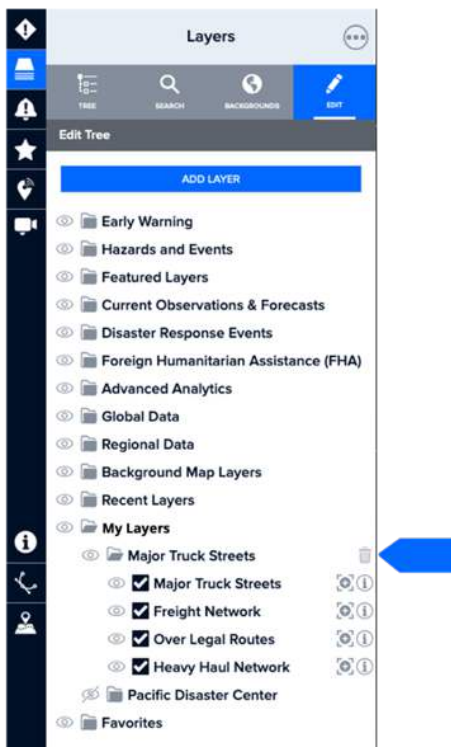 Layers
TREE
SEARCH
BACKGROUNDS
EDIT
Edit Tree
ADD LAYER
Early Warning
Hazards and Events
Featured Layers
Current Observations & Forecasts
Disaster Response Events
Foreign Humanitarian Assistance (FHA)
Advanced Analytics
Global Data
Regional Data
Background Map Layers
Recent Layers
My Layers
Major Truck Streets
Major Truck Streets
Freight Network
Over Legal Routes
Heavy Haul Network
Pacific Disaster Center
Favorites